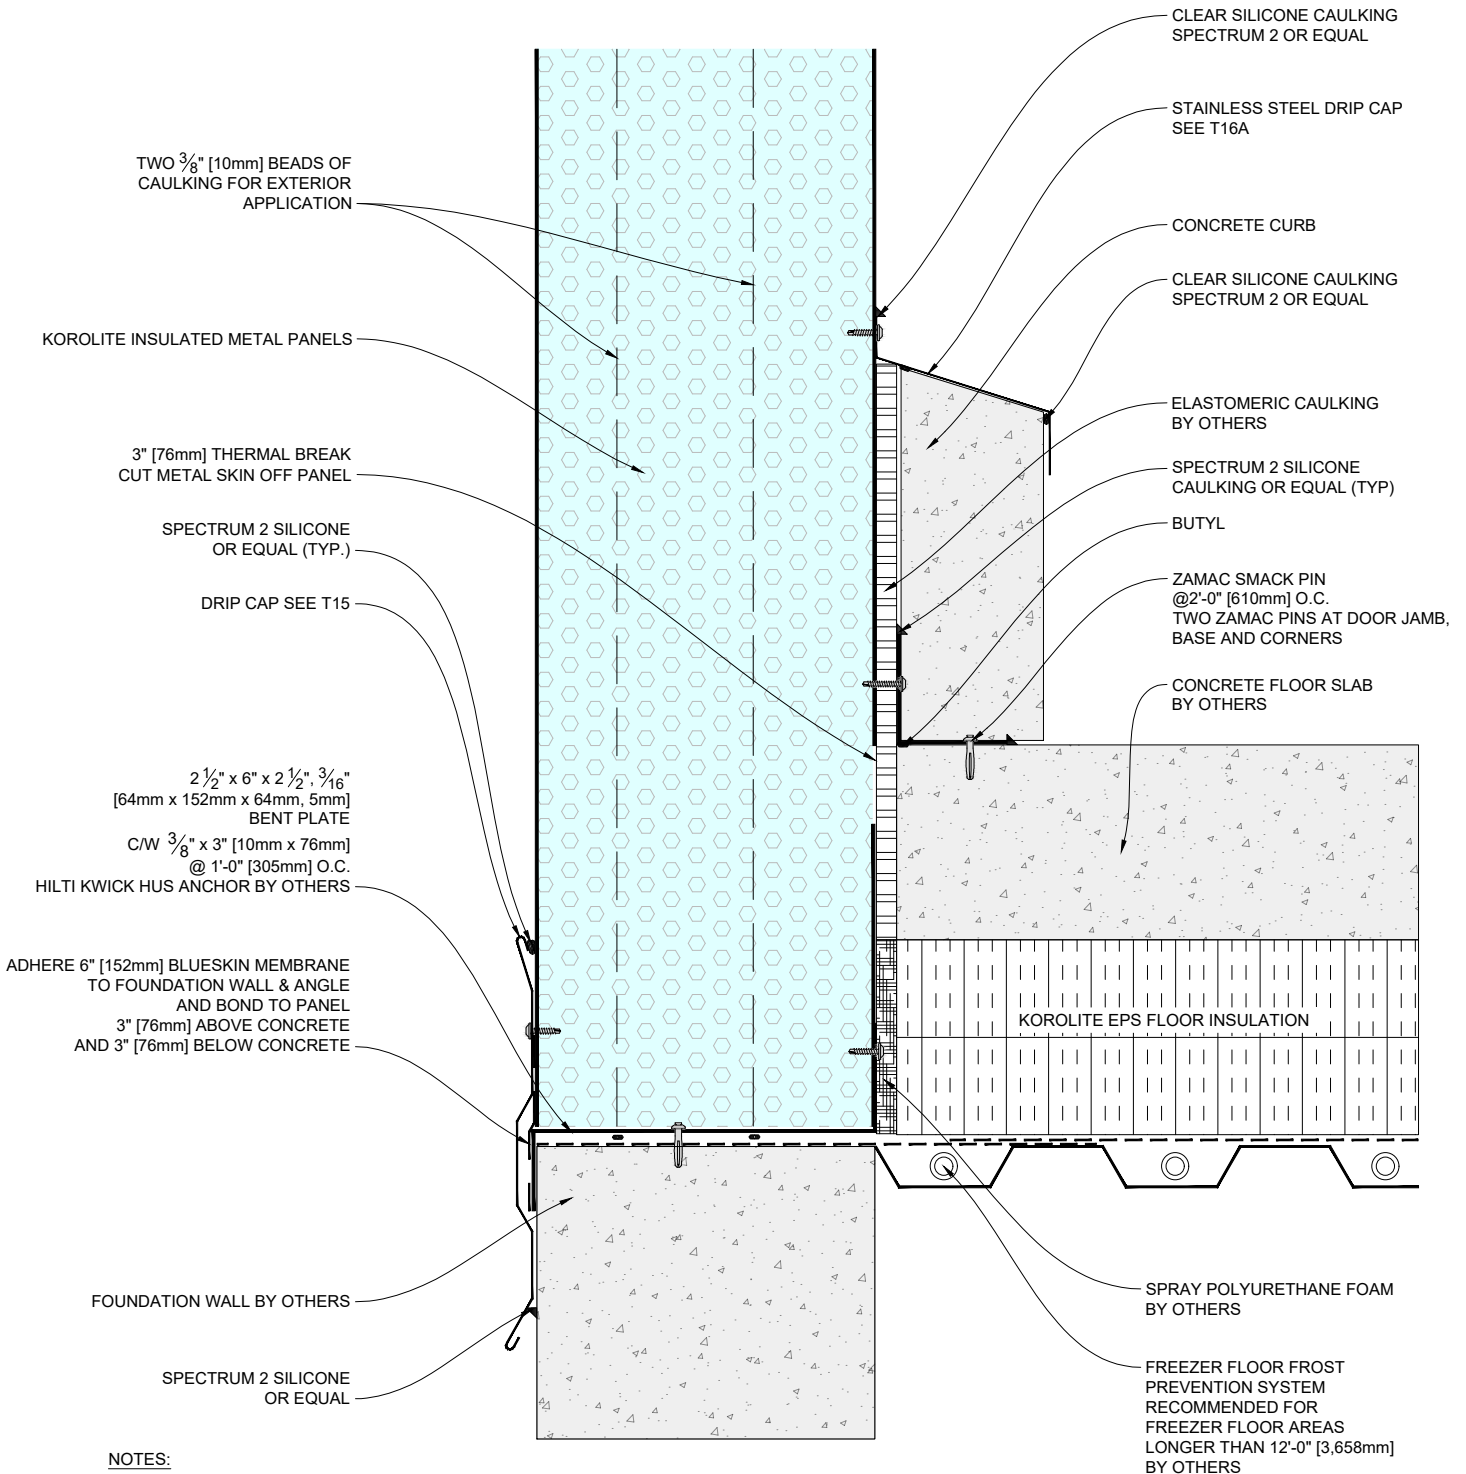 CLEAR SILICONE CAULKING
SPECTRUM 2 OR EQUAL
STAINLESS STEEL DRIP CAP
SEE T16A
TWO 3/8" [10mm] BEADS OF
CAULKING FOR EXTERIOR
APPLICATION
CONCRETE CURB
CLEAR SILICONE CAULKING
SPECTRUM 2 OR EQUAL
KOROLITE INSULATED METAL PANELS
ELASTOMERIC CAULKING
BY OTHERS
3" [76mm] THERMAL BREAK
CUT METAL SKIN OFF PANEL
SPECTRUM 2 SILICONE
CAULKING OR EQUAL (TYP)
SPECTRUM 2 SILICONE
OR EQUAL (TYP.)
BUTYL
DRIP CAP SEE T15
ZAMAC SMACK PIN
@2'-0" [610mm] O.C.
TWO ZAMAC PINS AT DOOR JAMB,
BASE AND CORNERS
CONCRETE FLOOR SLAB
BY OTHERS
2 1/2" x 6" x 2 1/2", 3/16"
[64mm x 152mm x 64mm, 5mm]
BENT PLATE
C/W 3/8" x 3" [10mm x 76mm]
@ 1'-0" [305mm] O.C.
HILTI KWICK HUS ANCHOR BY OTHERS
ADHERE 6" [152mm] BLUESKIN MEMBRANE
TO FOUNDATION WALL & ANGLE
AND BOND TO PANEL
3" [76mm] ABOVE CONCRETE
AND 3" [76mm] BELOW CONCRETE
KOROLITE EPS FLOOR INSULATION
FOUNDATION WALL BY OTHERS
SPRAY POLYURETHANE FOAM
BY OTHERS
SPECTRUM 2 SILICONE
OR EQUAL
FREEZER FLOOR FROST
PREVENTION SYSTEM
RECOMMENDED FOR
FREEZER FLOOR AREAS
LONGER THAN 12'-0" [3,658mm]
BY OTHERS
NOTES: